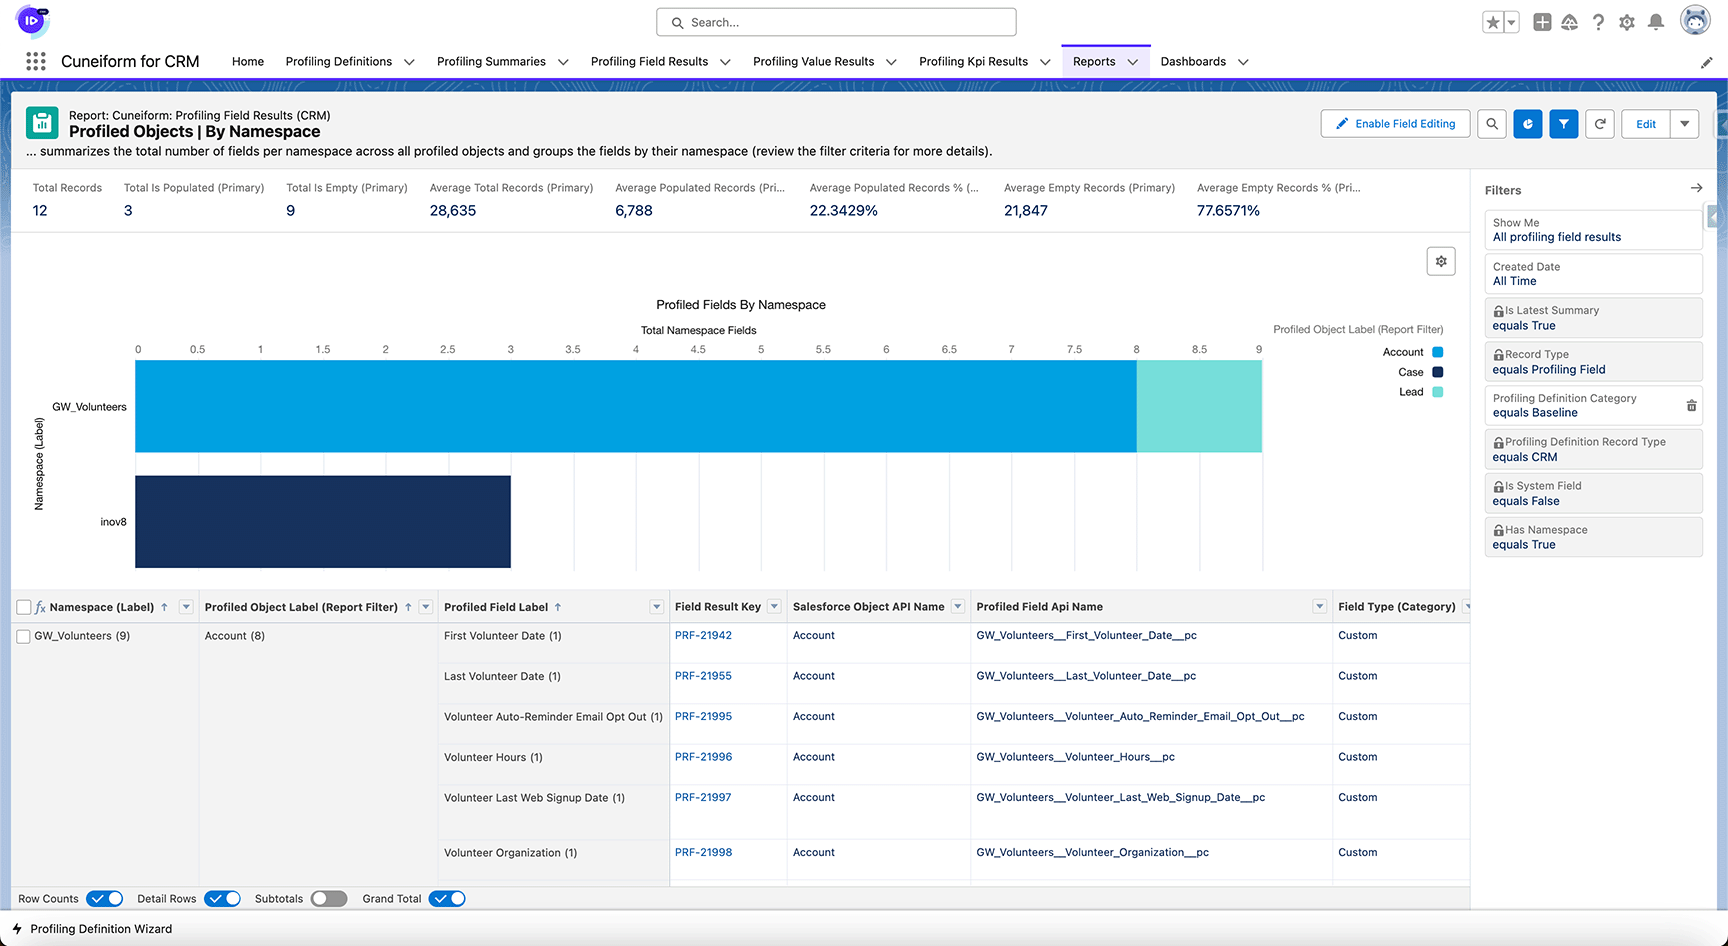 Search...
Cuneiform for CRM
Home
Profiling Definitions
Profiling Summaries
Profiling Field Results
Profiling Value Results
Profiling Kpi Results
Reports
Dashboards
Report: Cuneiform: Profiling Field Results (CRM)
Profiled Objects | By Namespace
... summarizes the total number of fields per namespace across all profiled objects and groups the fields by their namespace (review the filter criteria for more details).
Enable Field Editing
Edit
Total Records
12
Total Is Populated (Primary)
3
Total Is Empty (Primary)
9
Average Total Records (Primary)
28,635
Average Populated Records (Pri...
6,788
Average Populated Records % (...
22.3429%
Average Empty Records (Primary)
21,847
Average Empty Records % (Pri...
77.6571%
Profiled Fields By Namespace
Total Namespace Fields
0 0.5 1 1.5 2 2.5 3 3.5 4 4.5 5 5.5 6 6.5 7 7.5 8 8.5 9
Namespace (Label)
GW_Volunteers
inov8
Profiled Object Label (Report Filter)
Account
Case
Lead
Filters
Show Me
All profiling field results
Created Date
All Time
Is Latest Summary
equals True
Record Type
equals Profiling Field
Profiling Definition Category
equals Baseline
Profiling Definition Record Type
equals CRM
Is System Field
equals False
Has Namespace
equals True
fx Namespace (Label) ↑ Profiled Object Label (Report Filter) ↑ Profiled Field Label ↑ Field Result Key Salesforce Object API Name Profiled Field Api Name Field Type (Category)
GW_Volunteers (9) Account (8) First Volunteer Date (1) PRF-21942 Account GW_Volunteers__First_Volunteer_Date__pc Custom
Last Volunteer Date (1) PRF-21955 Account GW_Volunteers__Last_Volunteer_Date__pc Custom
Volunteer Auto-Reminder Email Opt Out (1) PRF-21995 Account GW_Volunteers__Volunteer_Auto_Reminder_Email_Opt_Out__pc Custom
Volunteer Hours (1) PRF-21996 Account GW_Volunteers__Volunteer_Hours__pc Custom
Volunteer Last Web Signup Date (1) PRF-21997 Account GW_Volunteers__Volunteer_Last_Web_Signup_Date__pc Custom
Volunteer Organization (1) PRF-21998 Account GW_Volunteers__Volunteer_Organization__pc Custom
Row Counts Detail Rows Subtotals Grand Total
Profiling Definition Wizard